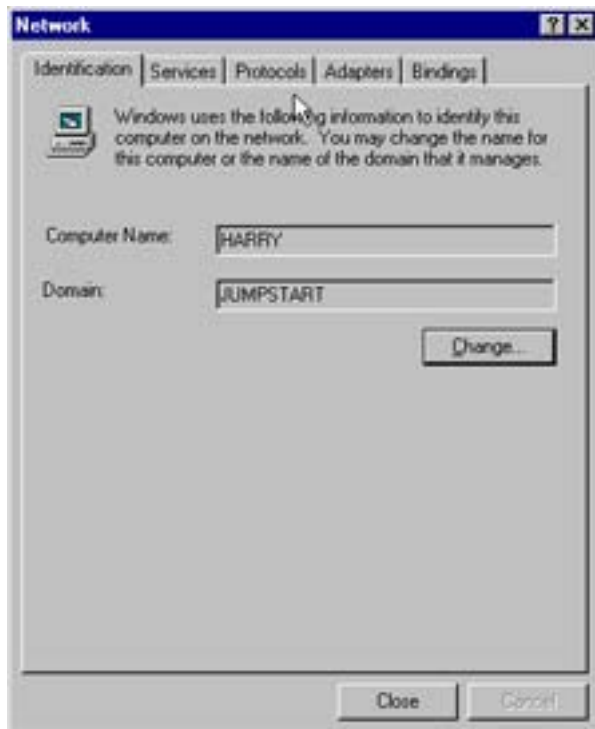 Network
Identification Services Protocols Adapters Bindings
Windows uses the following information to identify this
computer on the network. You may change the name for
this computer or the name of the domain that it manages.
Computer Name: HARRY
Domain: JUMPSTART
Change...
Close Cancel